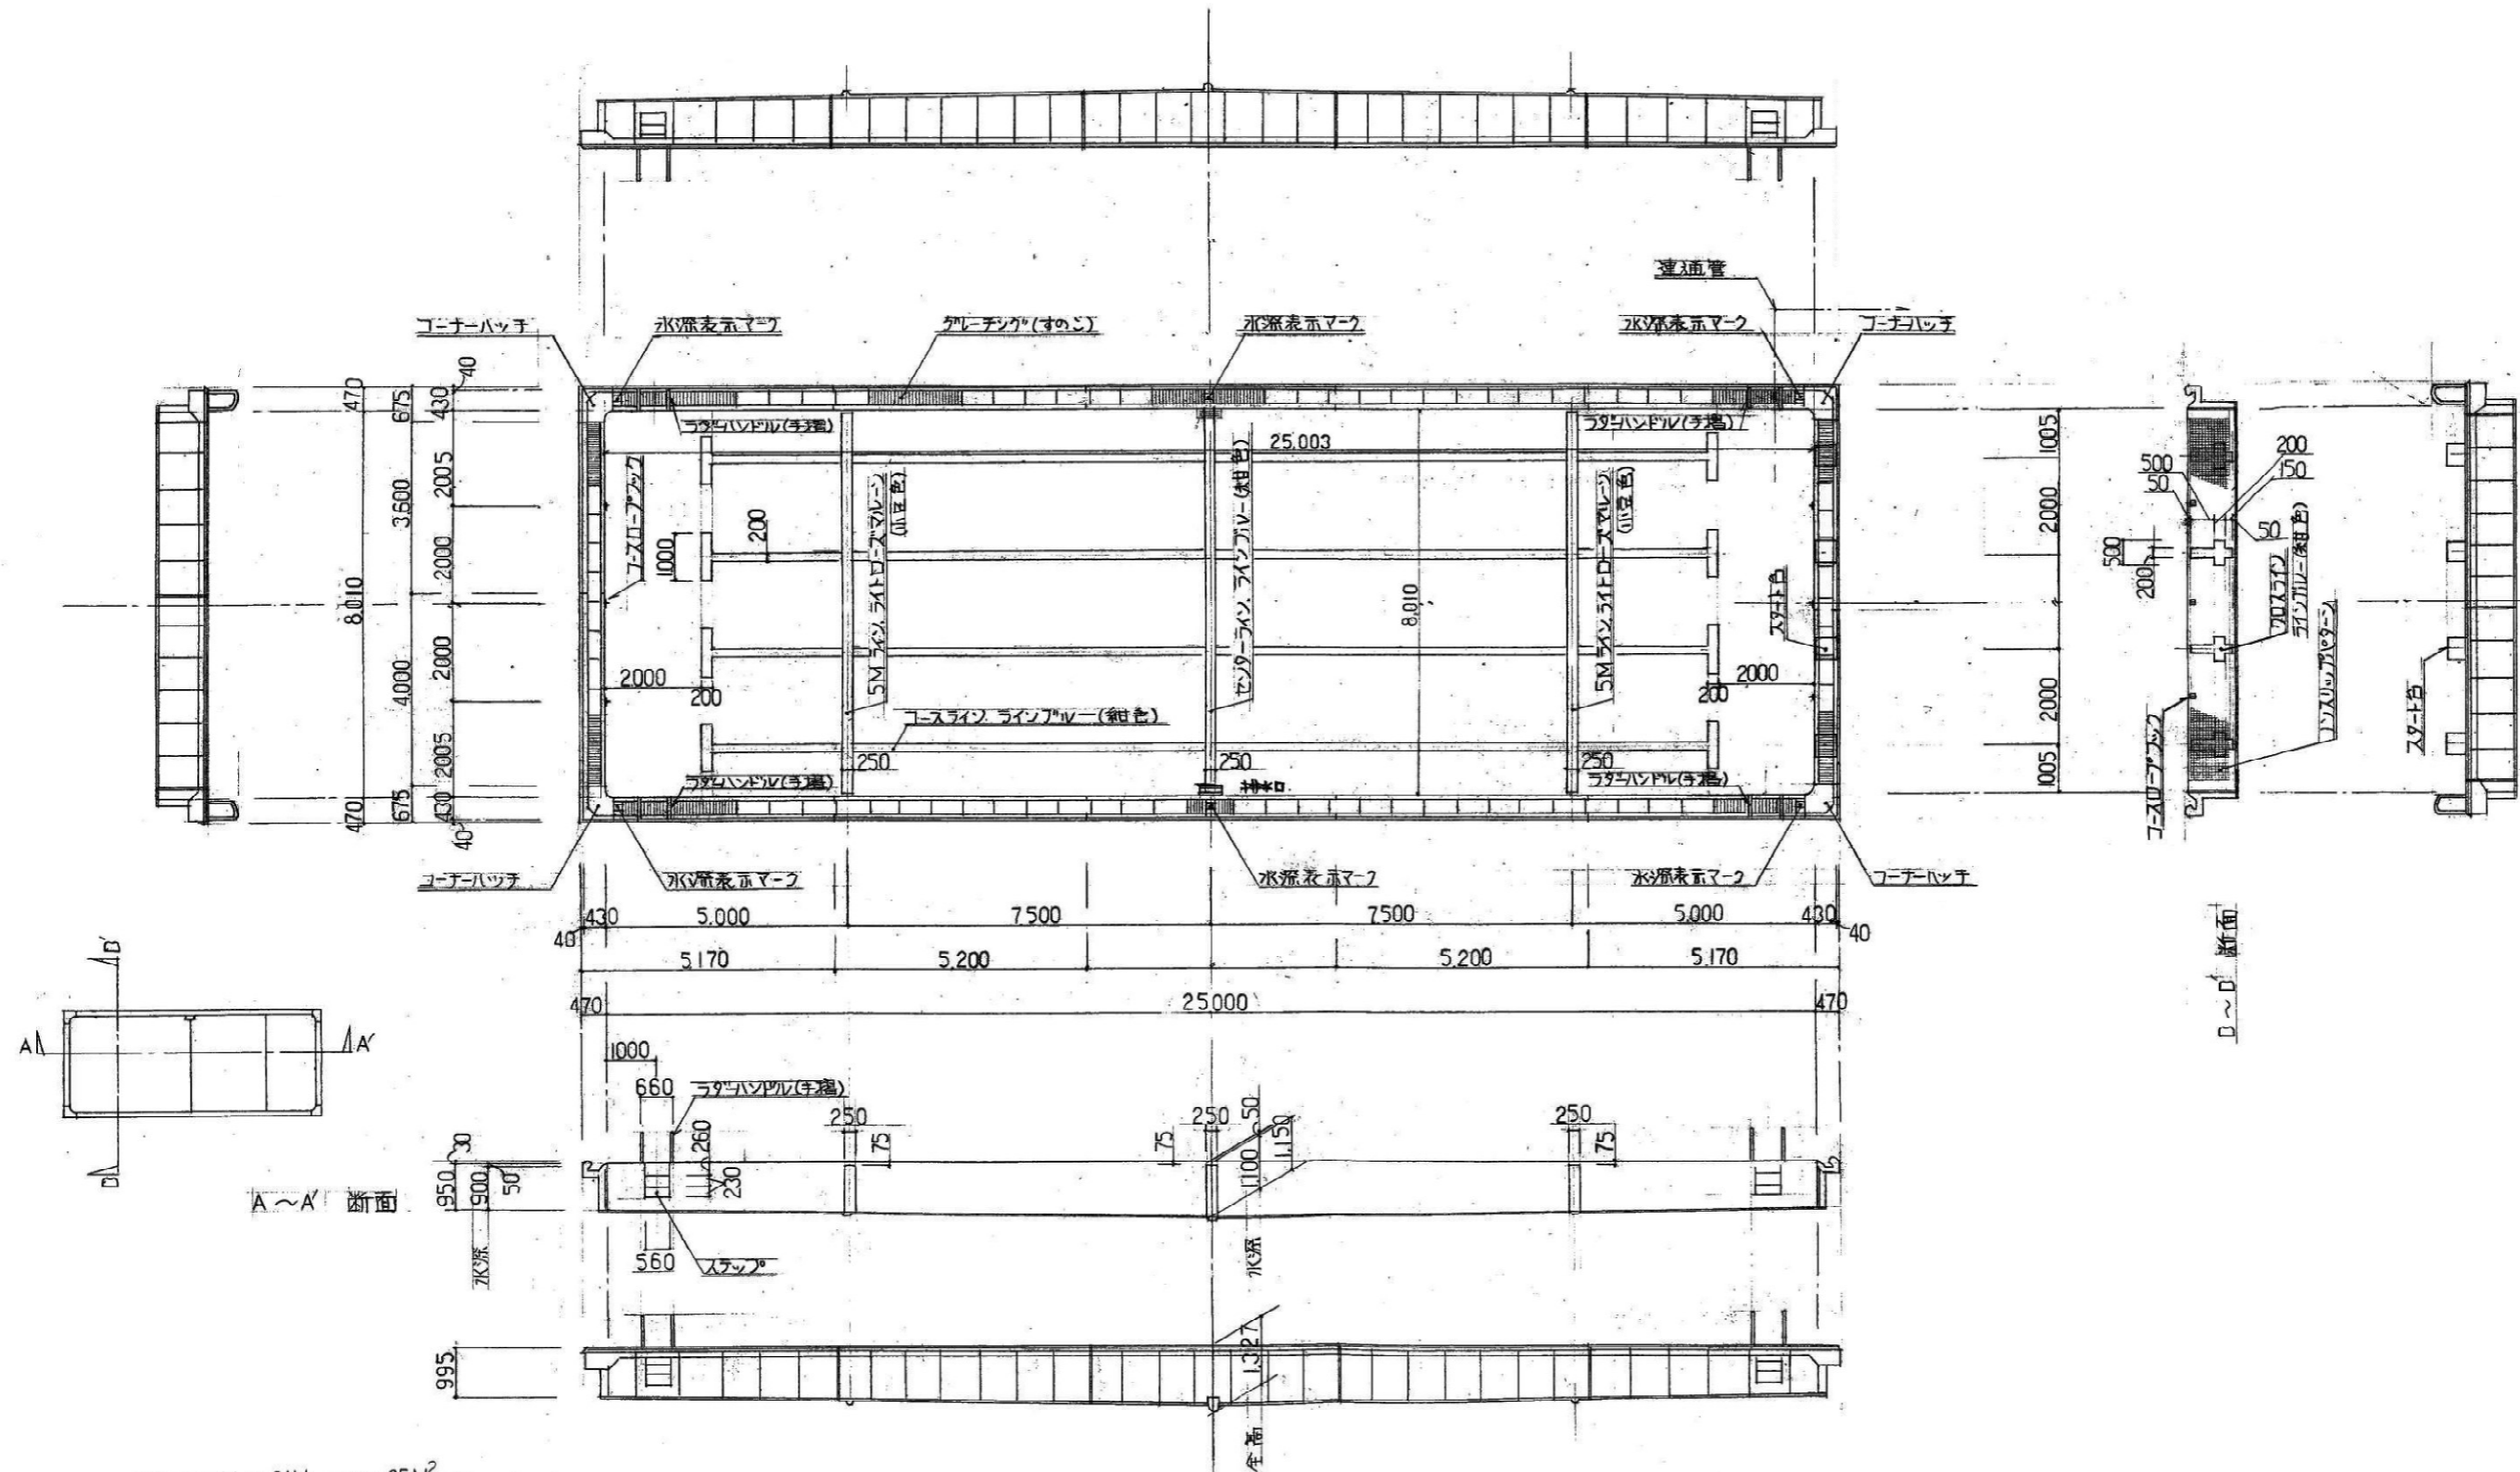 連通管
コーナーハッチ
水深表示マーク
グレーチング(すのこ)
水深表示マーク
水深表示マーク
コーナーハッチ
470
675
430
40
ラダーハンドル(手摺)
ラダーハンドル(手摺)
25,003
コースロープフック
5Mライン、ライトローズマルーン
(小豆色)
センターライン、ラインブルー(紺色)
5Mライン、ライトローズマルーン
(小豆色)
1000
200
8,010
スタート台
2000
200
2000
200
コースライン、ラインブルー(紺色)
250
250
250
ラダーハンドル(手摺)
排水口
ラダーハンドル(手摺)
8,010
3,600
4,000
2005
2000
2000
2005
470
675
430
40
1005
2000
2000
1005
500
50
200
150
50
500
200
クロスライン
ラインブルー(紺色)
ノンスリップパターン
コースロープフック
スタート台
コーナーハッチ
水深表示マーク
水深表示マーク
水深表示マーク
コーナーハッチ
430
5,000
7,500
7,500
5,000
430
40
40
5,170
5,200
5,200
5,170
470
25,000
470
B'
A
A'
B
A～A' 断面
B～B' 断面
1000
660
ラダーハンドル(手摺)
260
230
250
75
250
75
50
1,100
1,150
250
75
30
950
900
50
水深
560
ステップ
水深
995
1,327
全高